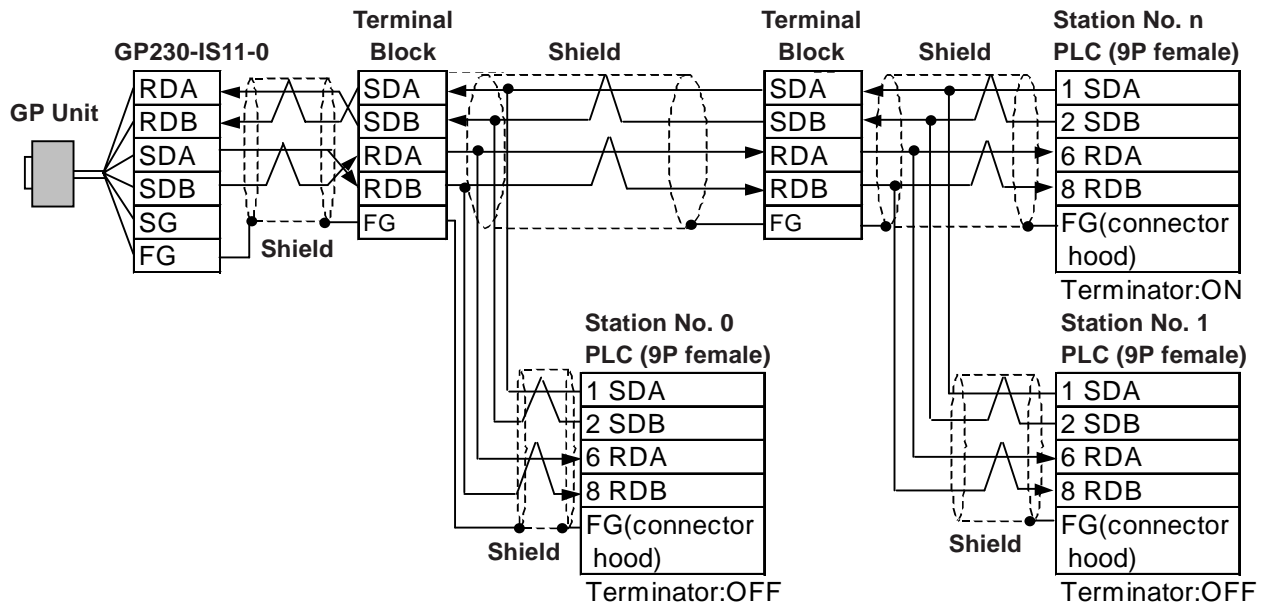 GP Unit
GP230-IS11-0
RDA
RDB
SDA
SDB
SG
FG
Shield
Terminal
Block
SDA
SDB
RDA
RDB
FG
Shield
Terminal
Block
SDA
SDB
RDA
RDB
FG
Shield
Station No. n
PLC (9P female)
1 SDA
2 SDB
6 RDA
8 RDB
FG(connector
hood)
Terminator:ON
Station No. 0
PLC (9P female)
1 SDA
2 SDB
6 RDA
8 RDB
FG(connector
hood)
Shield
Terminator:OFF
Station No. 1
PLC (9P female)
1 SDA
2 SDB
6 RDA
8 RDB
FG(connector
hood)
Shield
Terminator:OFF